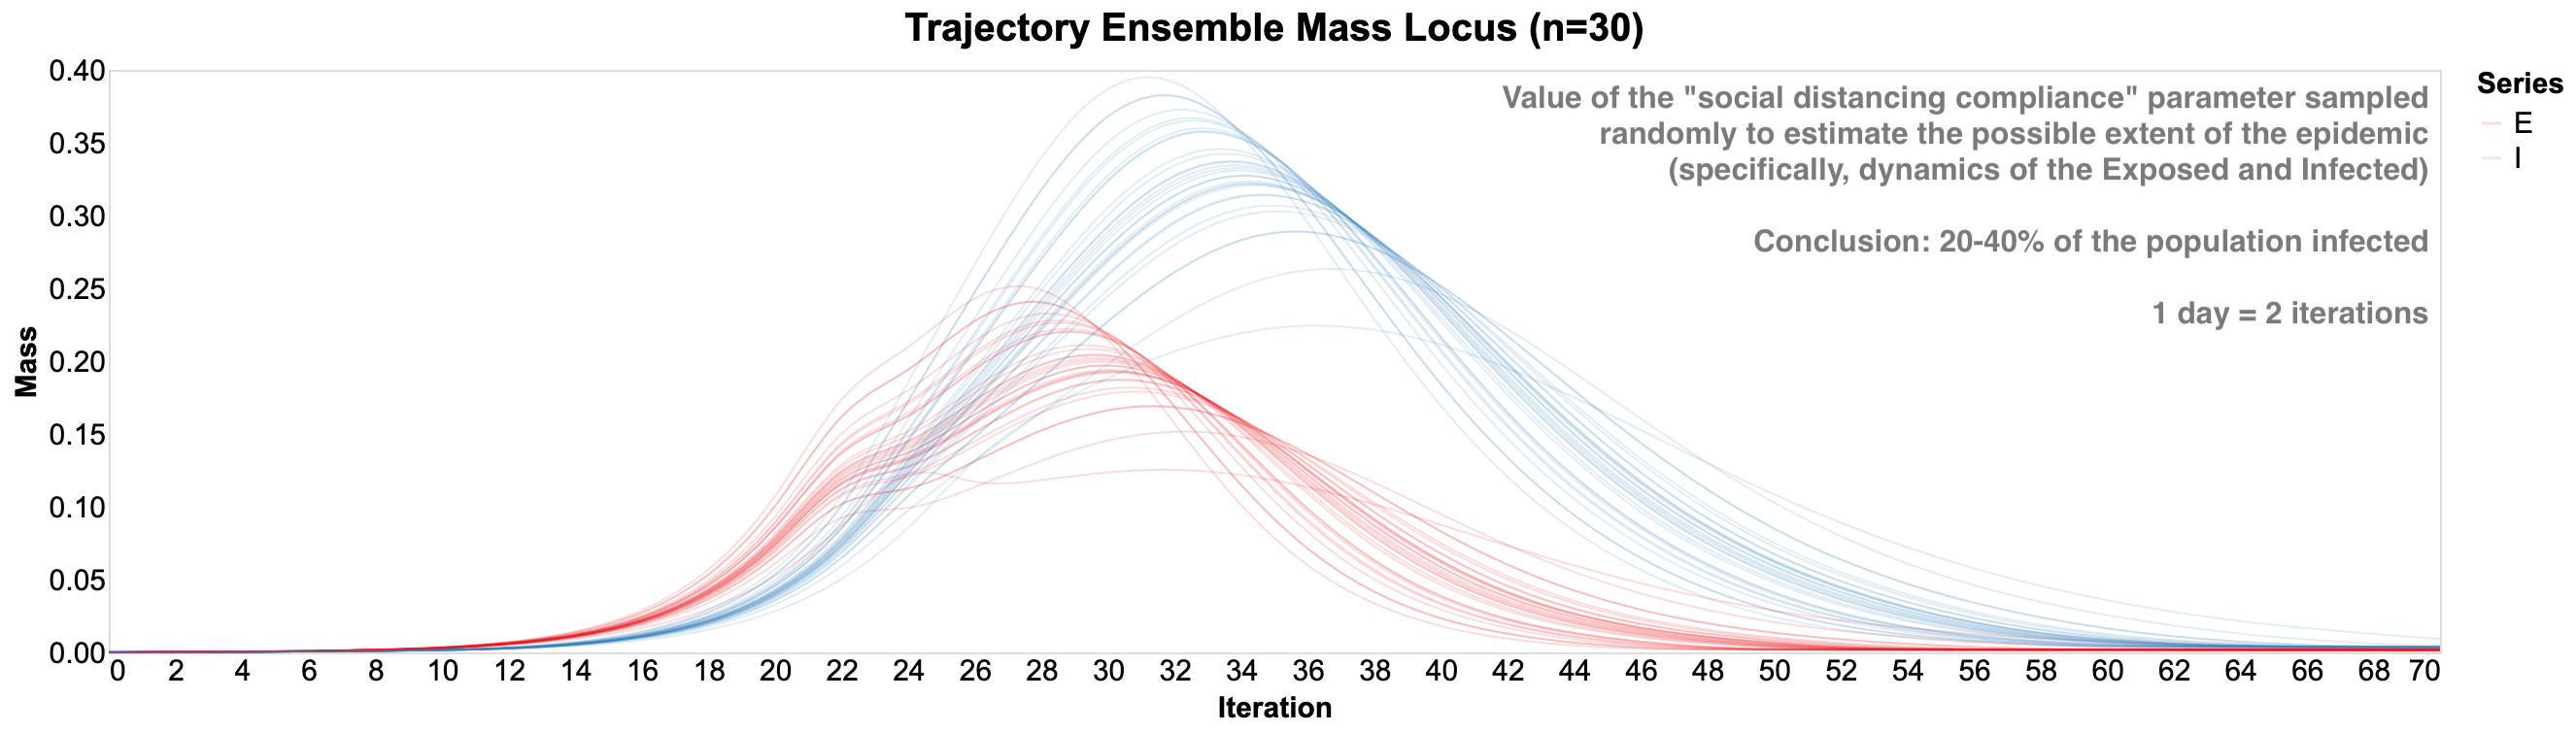 Trajectory Ensemble Mass Locus (n=30)
Value of the "social distancing compliance" parameter sampled
randomly to estimate the possible extent of the epidemic
(specifically, dynamics of the Exposed and Infected)
Conclusion: 20-40% of the population infected
1 day = 2 iterations
Series
E
I
Mass
0.40
0.35
0.30
0.25
0.20
0.15
0.10
0.05
0.00
0 2 4 6 8 10 12 14 16 18 20 22 24 26 28 30 32 34 36 38 40 42 44 46 48 50 52 54 56 58 60 62 64 66 68 70
Iteration